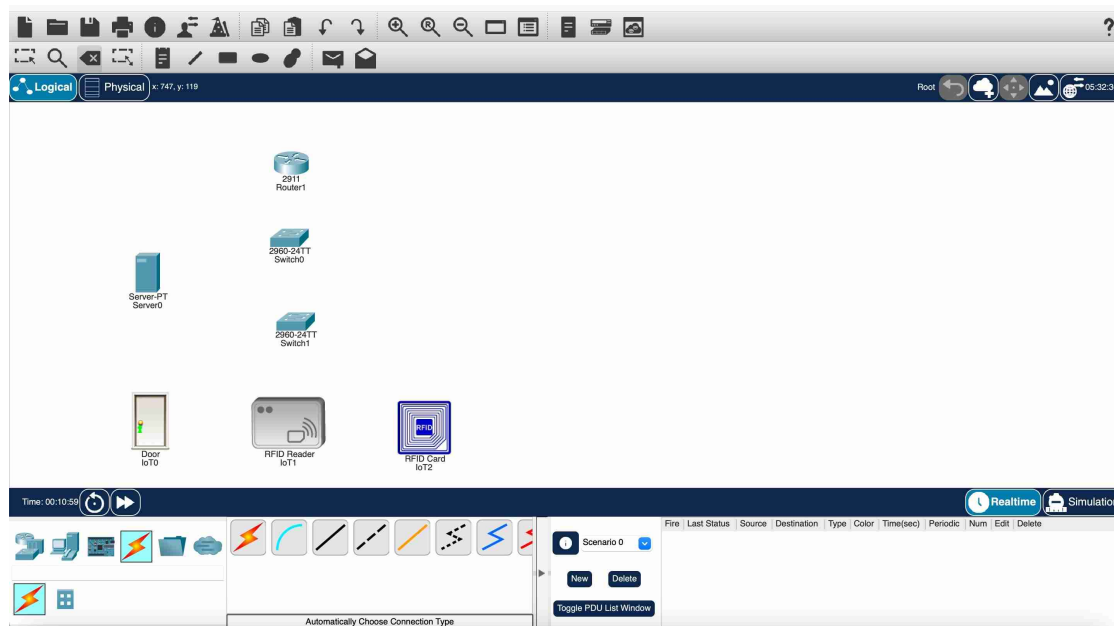 ?
Logical
Physical
x: 747, y: 119
Root
05:32:3
2911
Router1
2960-24TT
Switch0
Server-PT
Server0
2960-24TT
Switch1
RFID
Door
IoT0
RFID Reader
IoT1
RFID Card
IoT2
Time: 00:10:59
Realtime
Simulation
Fire Last Status Source Destination Type Color Time(sec) Periodic Num Edit Delete
Scenario 0
New
Delete
Toggle PDU List Window
Automatically Choose Connection Type